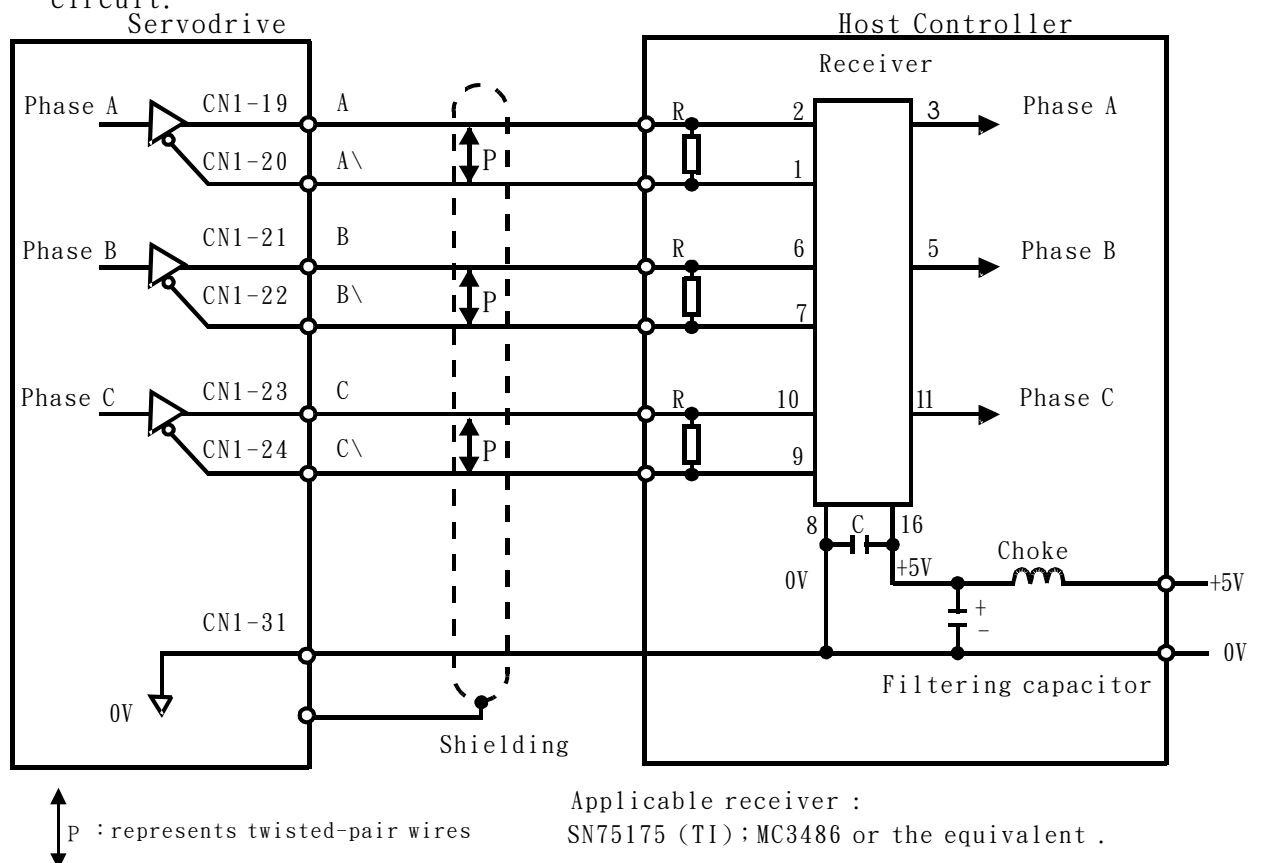 circuit.
Servodrive
Host Controller
Receiver
Phase A
CN1-19
A
R
2
3
Phase A
CN1-20
A\
P
1
Phase B
CN1-21
B
R
6
5
Phase B
CN1-22
B\
P
7
Phase C
CN1-23
C
R
10
11
Phase C
CN1-24
C\
P
9
8
C
16
Choke
0V
+5V
+5V
+
-
CN1-31
0V
Filtering capacitor
0V
Shielding
P : represents twisted-pair wires
Applicable receiver :
SN75175 (TI) ; MC3486 or the equivalent .